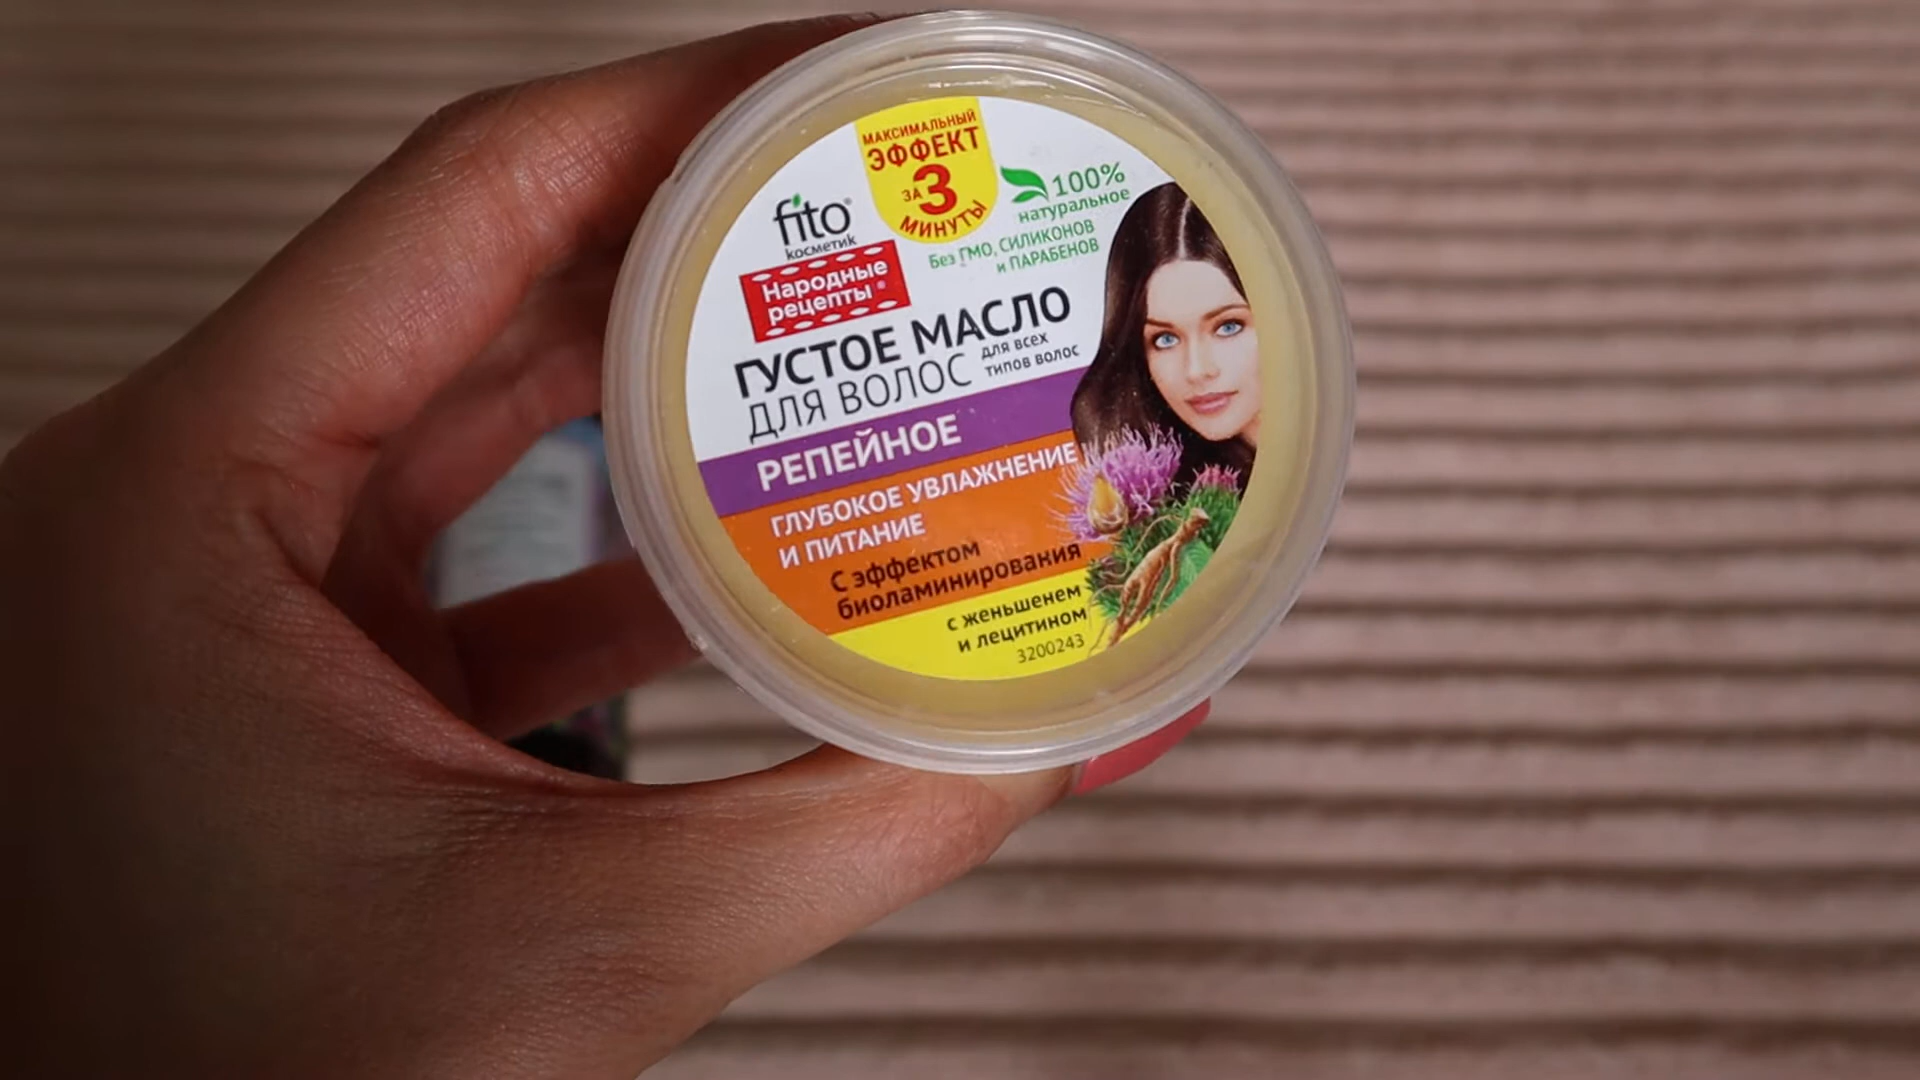 МАКСИМАЛЬНЫЙ
ЭФФЕКТ
ЗА 3
МИНУТЫ
fito®
косметик
100%
натуральное
Без ГМО, СИЛИКОНОВ
и ПАРАБЕНОВ
Народные
рецепты®
ГУСТОЕ МАСЛО
ДЛЯ ВОЛОС
для всех
типов волос
РЕПЕЙНОЕ
ГЛУБОКОЕ УВЛАЖНЕНИЕ
И ПИТАНИЕ
С эффектом
биоламинирования
с женьшенем
и лецитином
3200243